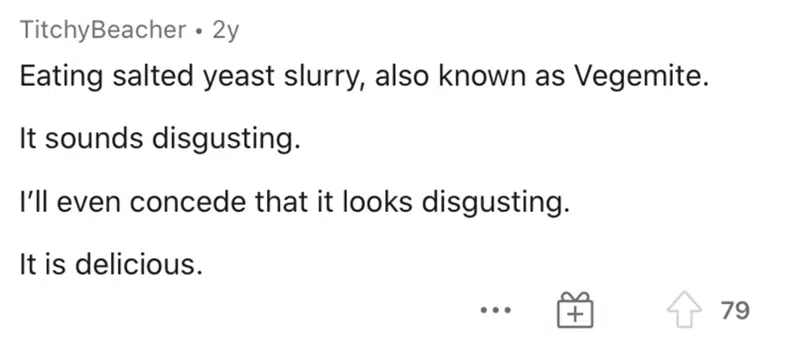 TitchyBeacher • 2y
Eating salted yeast slurry, also known as Vegemite.
It sounds disgusting.
I’ll even concede that it looks disgusting.
It is delicious.
79